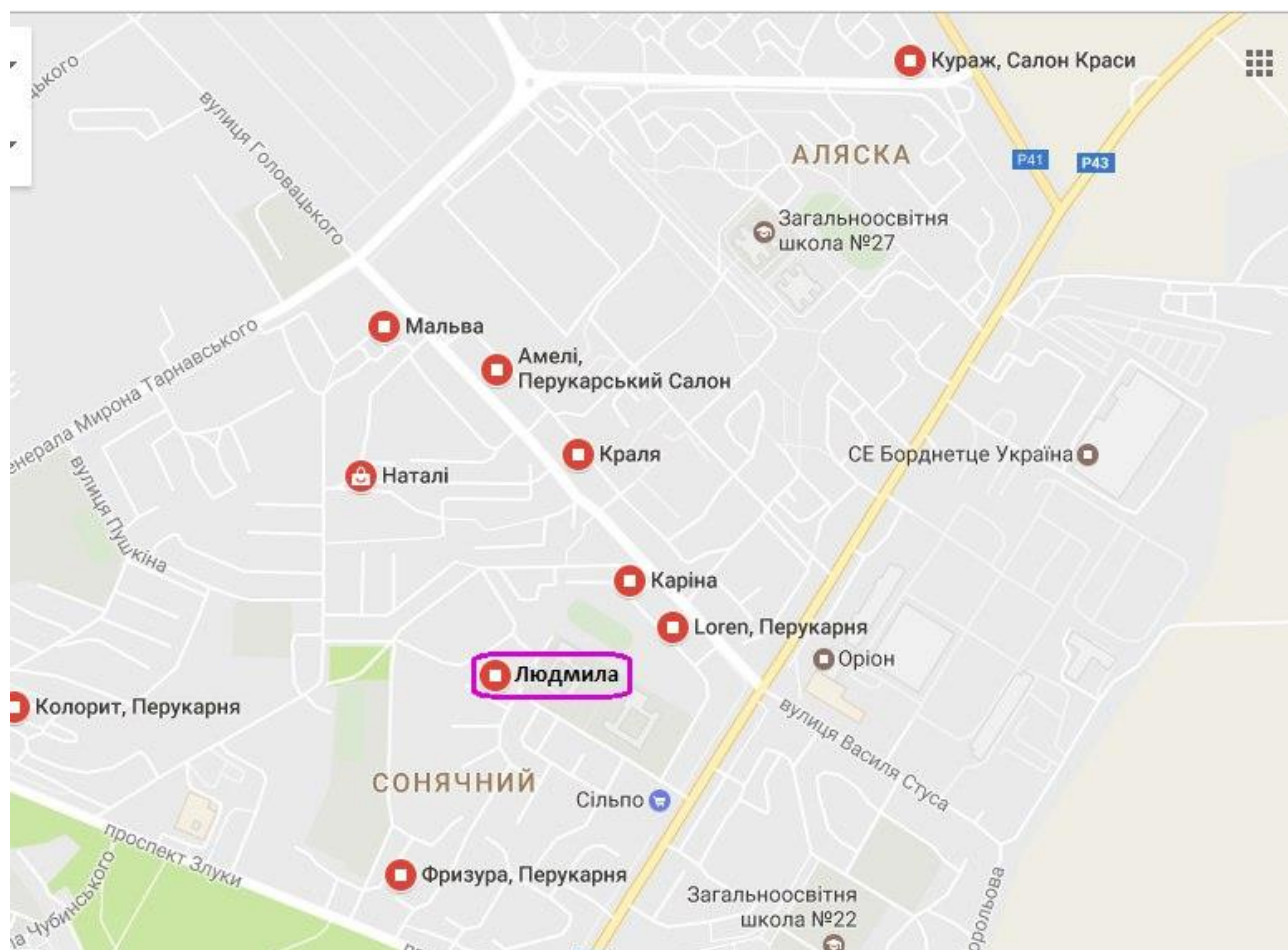 Кураж, Салон Краси
вулиця Головацького
АЛЯСКА
P41
P43
Загальноосвітня
школа №27
Мальва
Амелі,
Перукарський Салон
Мирона Тарнавського
Краля
СЕ Борднетце Україна
Наталі
вулиця Пушкіна
Каріна
Loren, Перукарня
Оріон
Людмила
Колорит, Перукарня
вулиця Василя Стуса
СОНЯЧНИЙ
Сільпо
проспект Злуки
Фризура, Перукарня
Загальноосвітня
школа №22
Чубинського